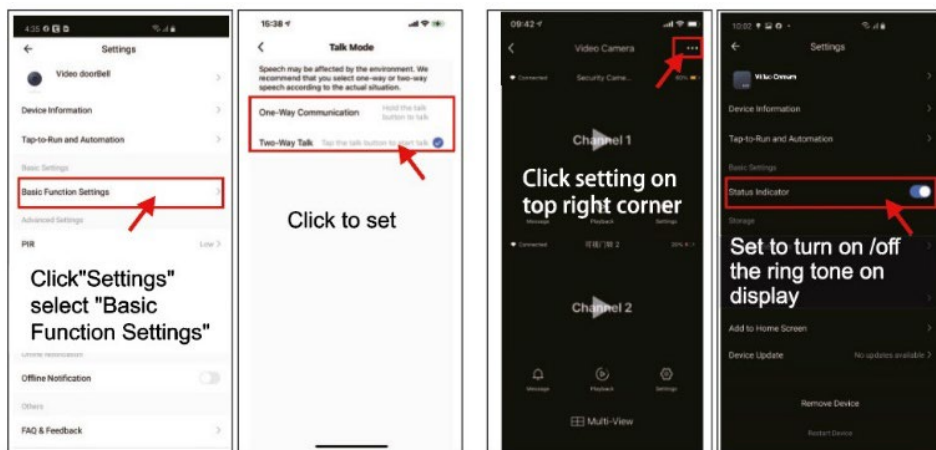 4:35
Settings
Video doorBell
Device Information
Tap-to-Run and Automation
Basic Settings
Basic Function Settings
Advanced Settings
PIR
Low
Click"Settings"
select "Basic
Function Settings"
Offline Notification
Offline Notification
Others
FAQ & Feedback
15:38
Talk Mode
Speech may be affected by the environment. We
recommend that you select one-way or two-way
speech according to the actual situation.
One-Way Communication
Hold the talk
button to talk
Two-Way Talk
Tap the talk button to start talk
Click to set
09:42
Video Camera
Connected
Security Came...
60%
Channel 1
Click setting on
top right corner
Message
Playback
Settings
Connected
Channel 2
Message
Playback
Settings
Multi-View
10:02
Settings
Device Information
Tap-to-Run and Automation
Basic Settings
Status Indicator
Storage
Set to turn on /off
the ring tone on
display
Add to Home Screen
Device Update
No updates available
Remove Device
Restart Device